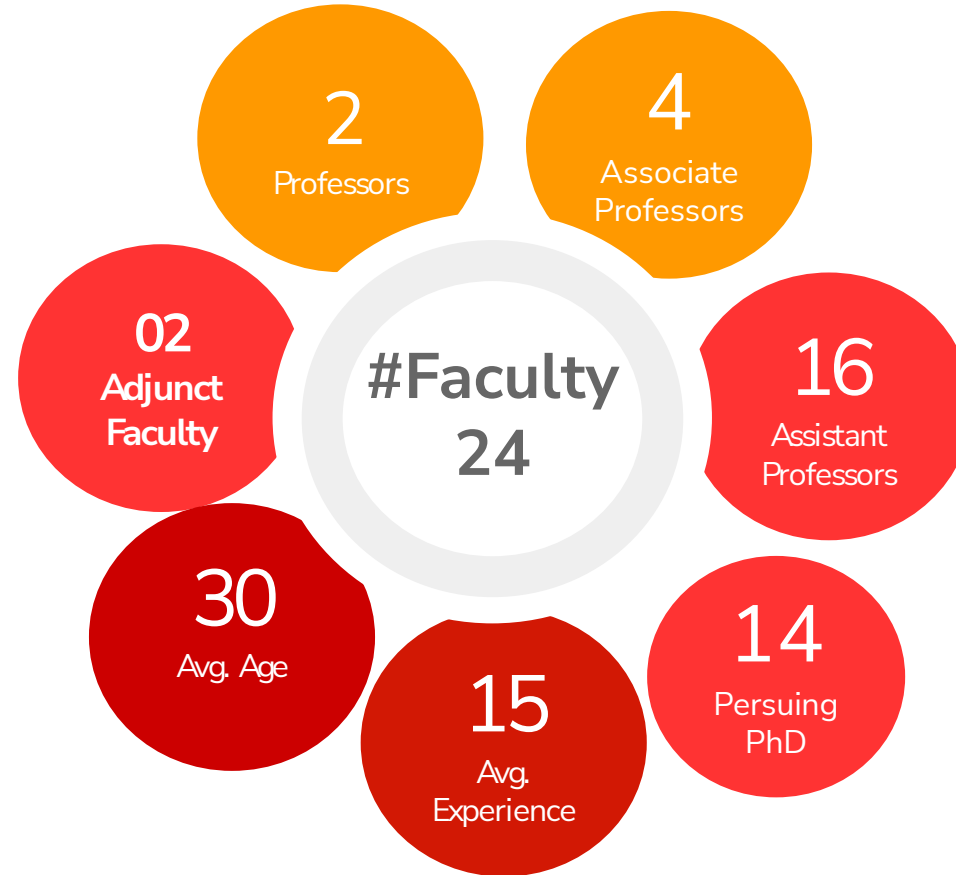 2
Professors
4
Associate
Professors
02
Adjunct
Faculty
#Faculty
24
16
Assistant
Professors
30
Avg. Age
15
Avg.
Experience
14
Persuing
PhD